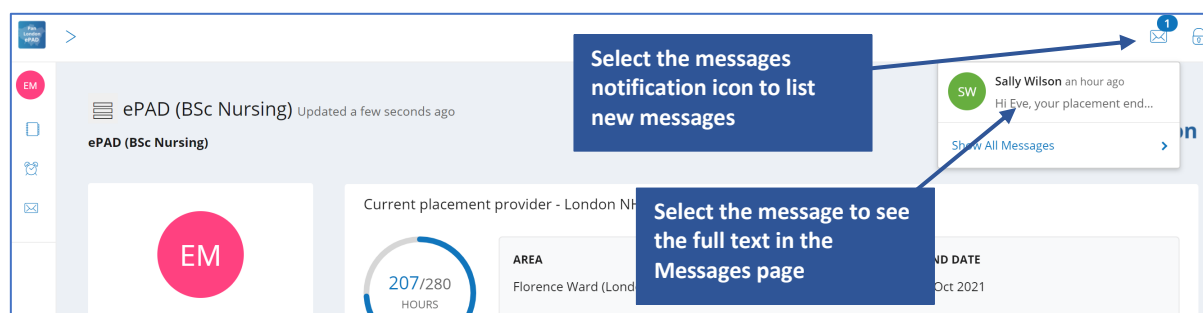 Pan
London
ePAD
>
1
EM
Select the messages
notification icon to list
new messages
SW
Sally Wilson an hour ago
Hi Eve, your placement end...
Show All Messages
ePAD (BSc Nursing) Updated a few seconds ago
ePAD (BSc Nursing)
on
EM
Current placement provider - London NH
Select the message to see
the full text in the
Messages page
207/280
HOURS
AREA
Florence Ward (Lond
ND DATE
Oct 2021